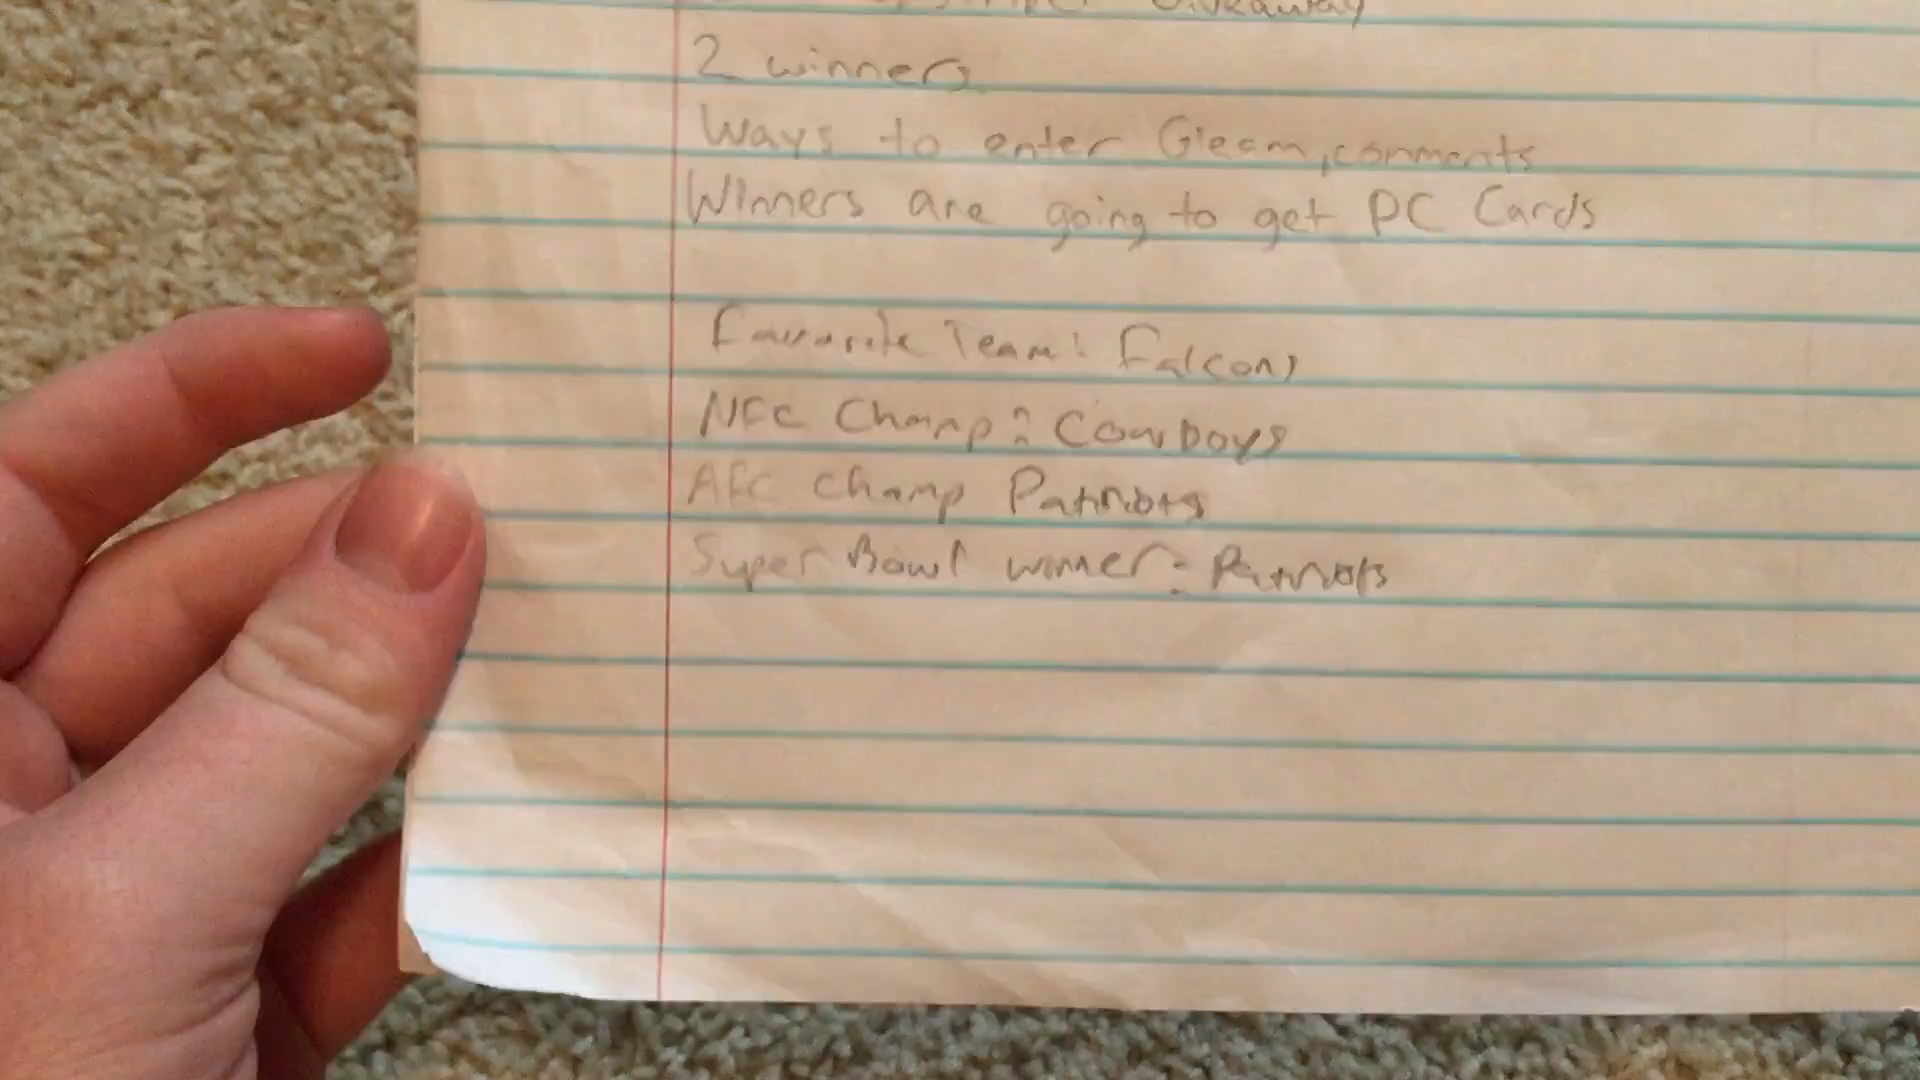 Giveaway
2 winners
Ways to enter Gleam, comments
Winners are going to get PC Cards
Favorite Team: Falcons
NFC Champ: Cowboys
AFC champ Patriots
Super Bowl winner: Patriots